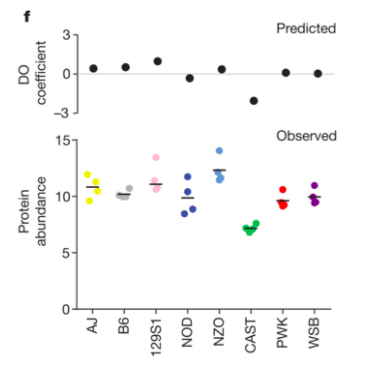 f
Predicted
DO
coefficient
3
0
−3
Observed
Protein
abundance
15
10
5
0
AJ
B6
129S1
NOD
NZO
CAST
PWK
WSB